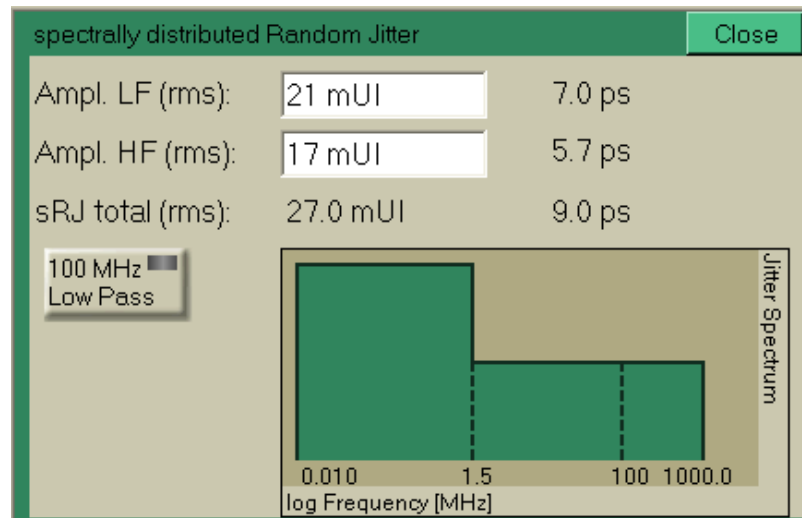 spectrally distributed Random Jitter Close
Ampl. LF (rms): 21 mUI 7.0 ps
Ampl. HF (rms): 17 mUI 5.7 ps
sRJ total (rms): 27.0 mUI 9.0 ps
100 MHz
Low Pass
Jitter Spectrum
0.010 1.5 100 1000.0
log Frequency [MHz]